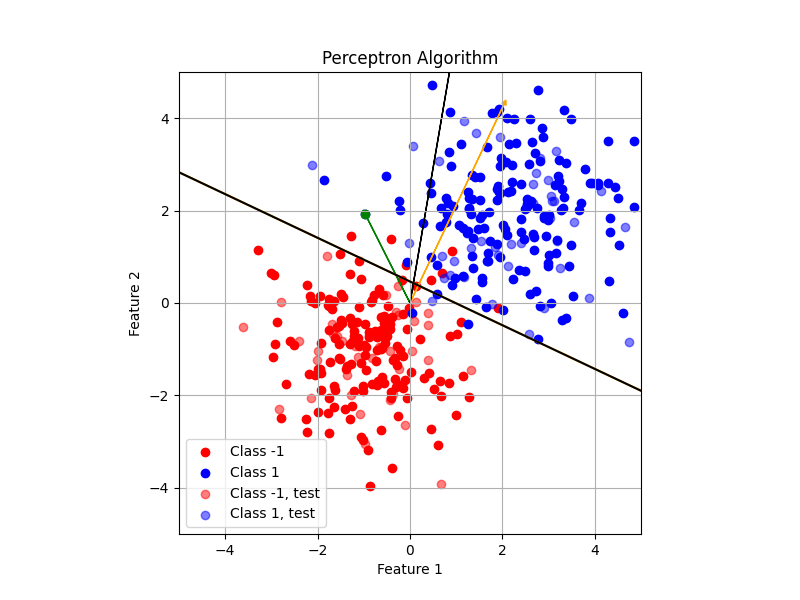 Perceptron Algorithm
4
2
0
−2
−4
Feature 2
Class -1
Class 1
Class -1, test
Class 1, test
−4 −2 0 2 4
Feature 1